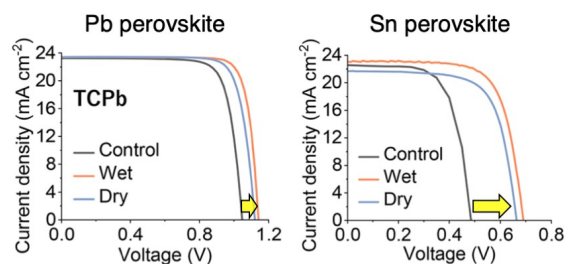 Pb perovskite
Current density (mA cm⁻²)
24
20
16
12
8
4
0
TCPb
Control
Wet
Dry
0.0 0.4 0.8 1.2
Voltage (V)
Sn perovskite
Current density (mA cm⁻²)
24
20
16
12
8
4
0
Control
Wet
Dry
0.0 0.2 0.4 0.6 0.8
Voltage (V)